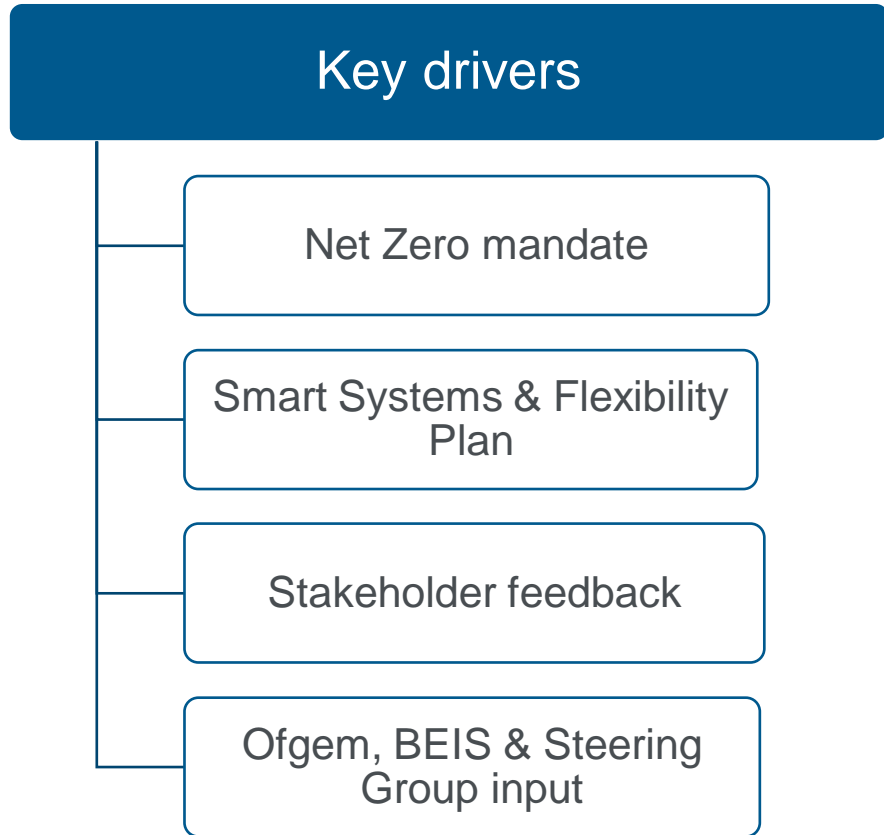 Key drivers
Net Zero mandate
Smart Systems & Flexibility
Plan
Stakeholder feedback
Ofgem, BEIS & Steering
Group input